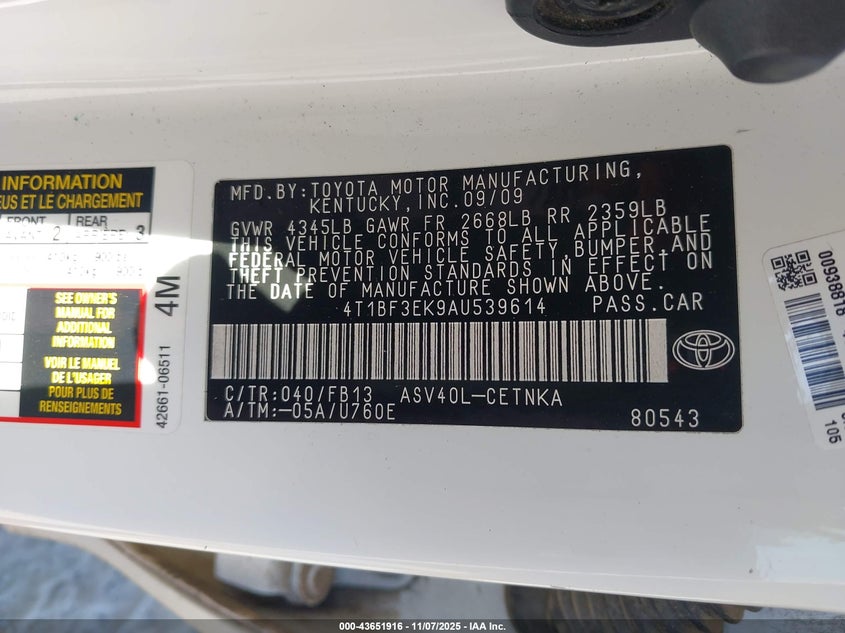 INFORMATION
EUS ET LE CHARGEMENT
FRONT
AVANT 2
REAR
ARRIÈRE 3
4M
SEE OWNER'S
MANUAL FOR
ADDITIONAL
INFORMATION
VOIR LE MANUEL
DE L'USAGER
POUR PLUS DE
RENSEIGNEMENTS
42661-06511
MFD.BY:TOYOTA MOTOR MANUFACTURING,
KENTUCKY,INC.09/09
GVWR 4345LB GAWR FR 2668LB RR 2359LB
THIS VEHICLE CONFORMS TO ALL APPLICABLE
FEDERAL MOTOR VEHICLE SAFETY,BUMPER AND
THEFT PREVENTION STANDARDS IN EFFECT ON
THE DATE OF MANUFACTURE SHOWN ABOVE.
4T1BF3EK9AU539614 PASS.CAR
C/TR:040/FB13 ASV40L-CETNKA
A/TM:-05A/U760E 80543
TOYOTA
105
000-43651916 - 11/07/2025 - IAA Inc.